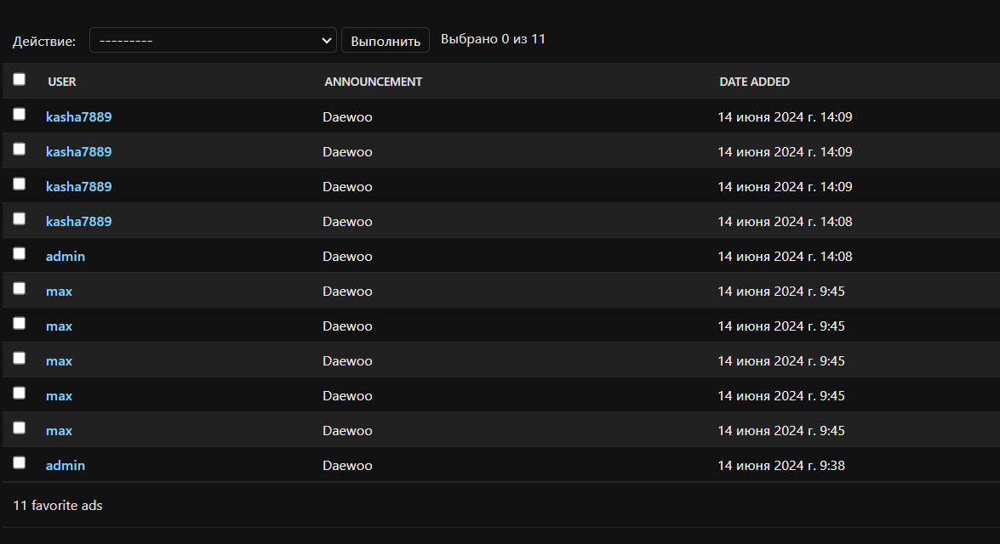 Действие: --------- Выполнить Выбрано 0 из 11
USER ANNOUNCEMENT DATE ADDED
kasha7889 Daewoo 14 июня 2024 г. 14:09
kasha7889 Daewoo 14 июня 2024 г. 14:09
kasha7889 Daewoo 14 июня 2024 г. 14:09
kasha7889 Daewoo 14 июня 2024 г. 14:08
admin Daewoo 14 июня 2024 г. 14:08
max Daewoo 14 июня 2024 г. 9:45
max Daewoo 14 июня 2024 г. 9:45
max Daewoo 14 июня 2024 г. 9:45
max Daewoo 14 июня 2024 г. 9:45
max Daewoo 14 июня 2024 г. 9:45
admin Daewoo 14 июня 2024 г. 9:38
11 favorite ads